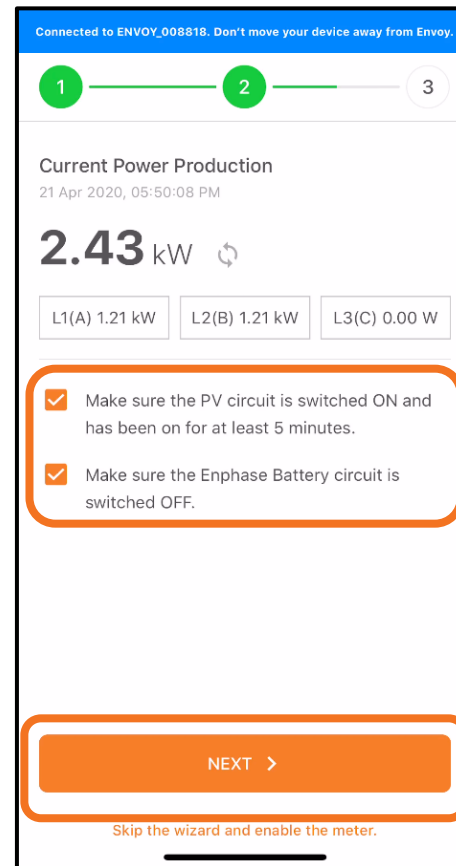 Connected to ENVOY_008818. Don't move your device away from Envoy.
1 2 3
Current Power Production
21 Apr 2020, 05:50:08 PM
2.43 kW
L1(A) 1.21 kW L2(B) 1.21 kW L3(C) 0.00 W
Make sure the PV circuit is switched ON and
has been on for at least 5 minutes.
Make sure the Enphase Battery circuit is
switched OFF.
NEXT >
Skip the wizard and enable the meter.